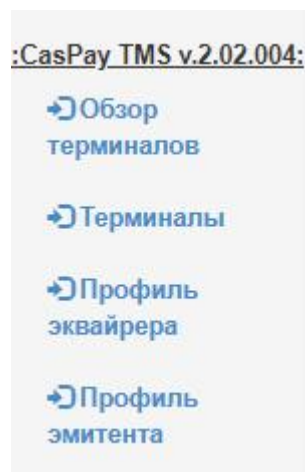 :CasPay TMS v.2.02.004:
Обзор
терминалов
Терминалы
Профиль
эквайрера
Профиль
эмитента